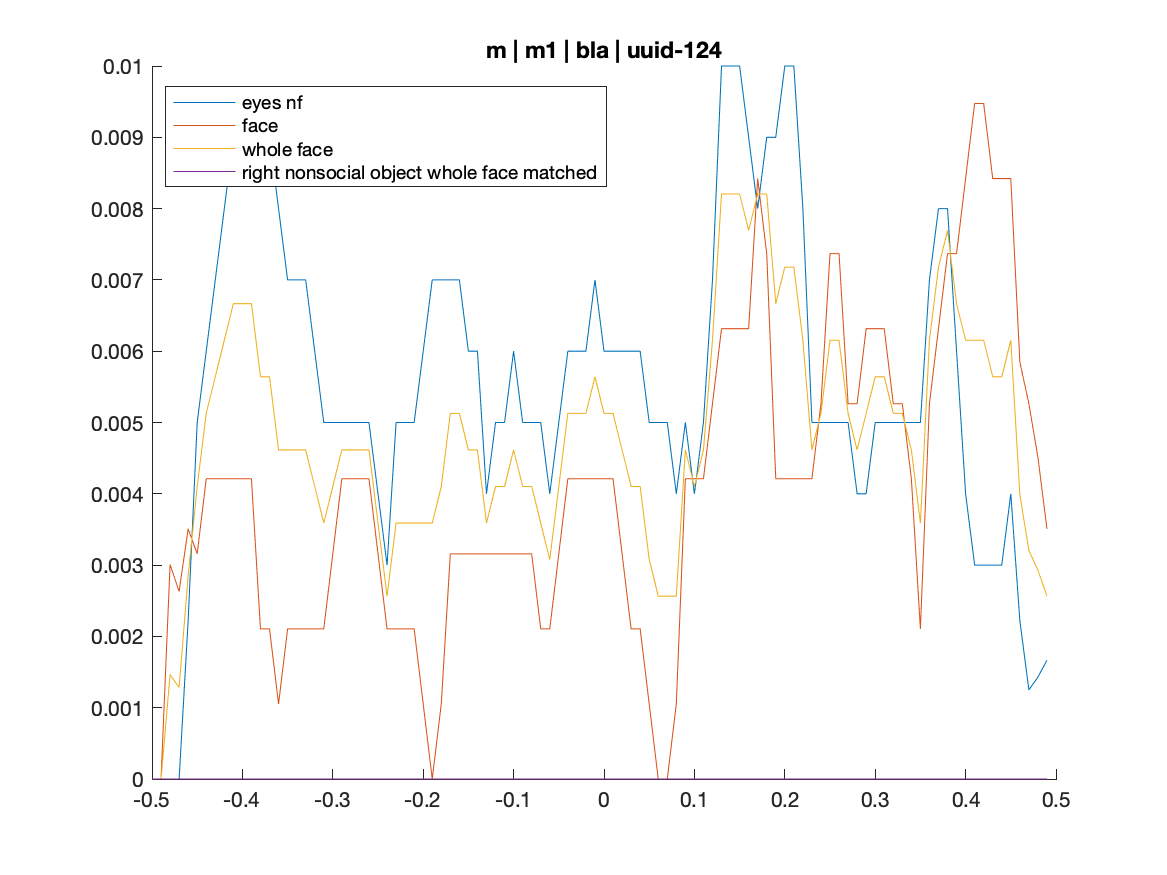 m | m1 | bla | uuid-124
0.01
0.009
0.008
0.007
0.006
0.005
0.004
0.003
0.002
0.001
0
eyes nf
face
whole face
right nonsocial object whole face matched
-0.5 -0.4 -0.3 -0.2 -0.1 0 0.1 0.2 0.3 0.4 0.5